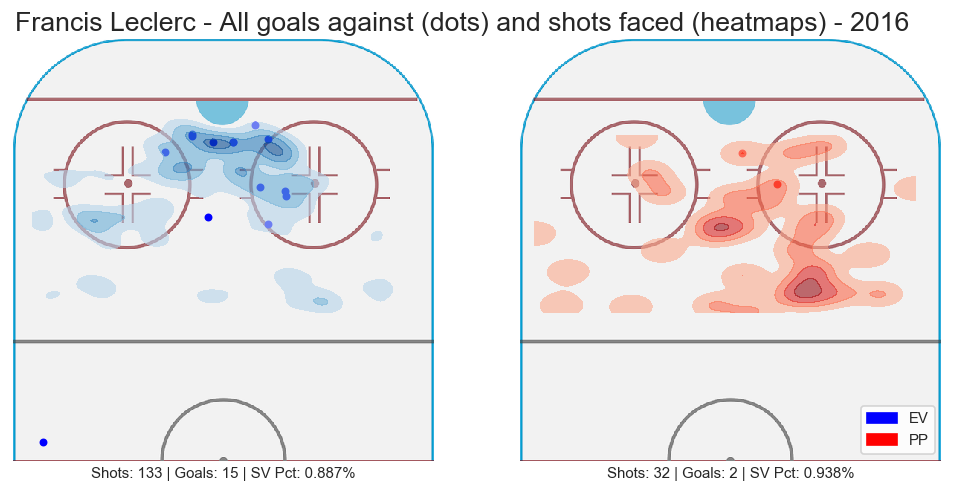 Francis Leclerc - All goals against (dots) and shots faced (heatmaps) - 2016
EV
PP
Shots: 133 | Goals: 15 | SV Pct: 0.887%
Shots: 32 | Goals: 2 | SV Pct: 0.938%